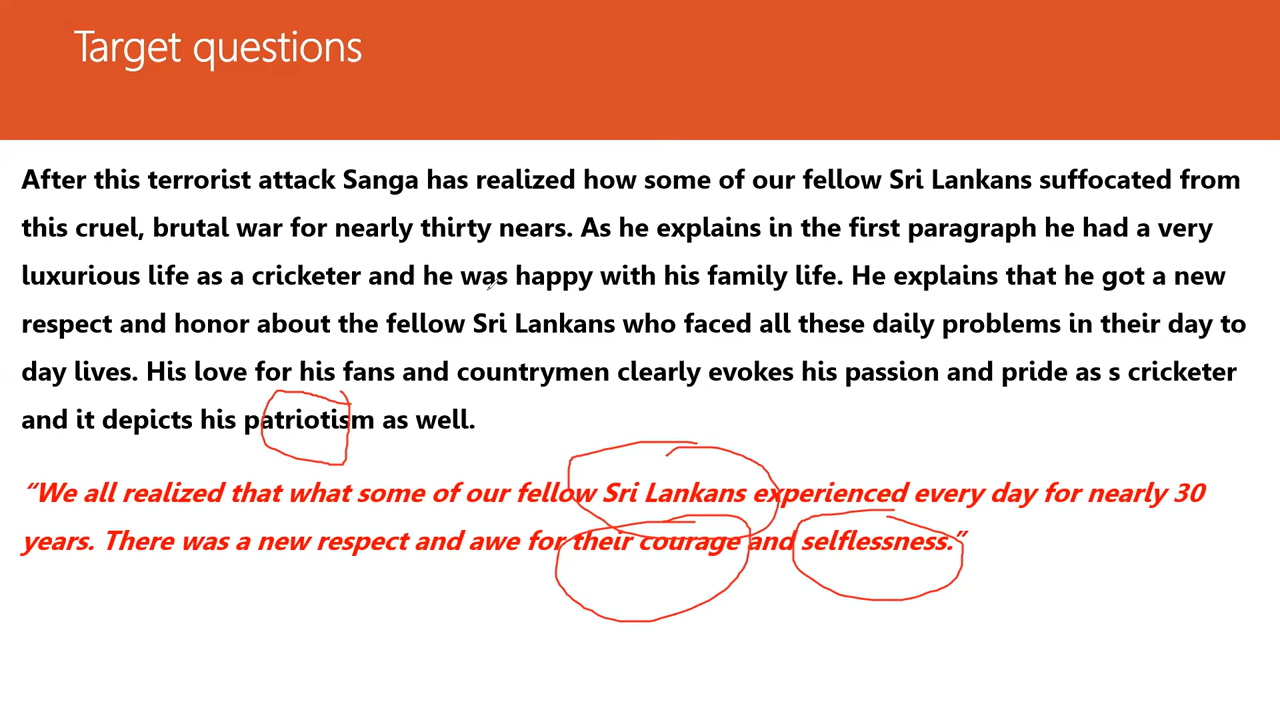 Target questions
After this terrorist attack Sanga has realized how some of our fellow Sri Lankans suffocated from
this cruel, brutal war for nearly thirty nears. As he explains in the first paragraph he had a very
luxurious life as a cricketer and he was happy with his family life. He explains that he got a new
respect and honor about the fellow Sri Lankans who faced all these daily problems in their day to
day lives. His love for his fans and countrymen clearly evokes his passion and pride as s cricketer
and it depicts his patriotism as well.
“We all realized that what some of our fellow Sri Lankans experienced every day for nearly 30
years. There was a new respect and awe for their courage and selflessness.”